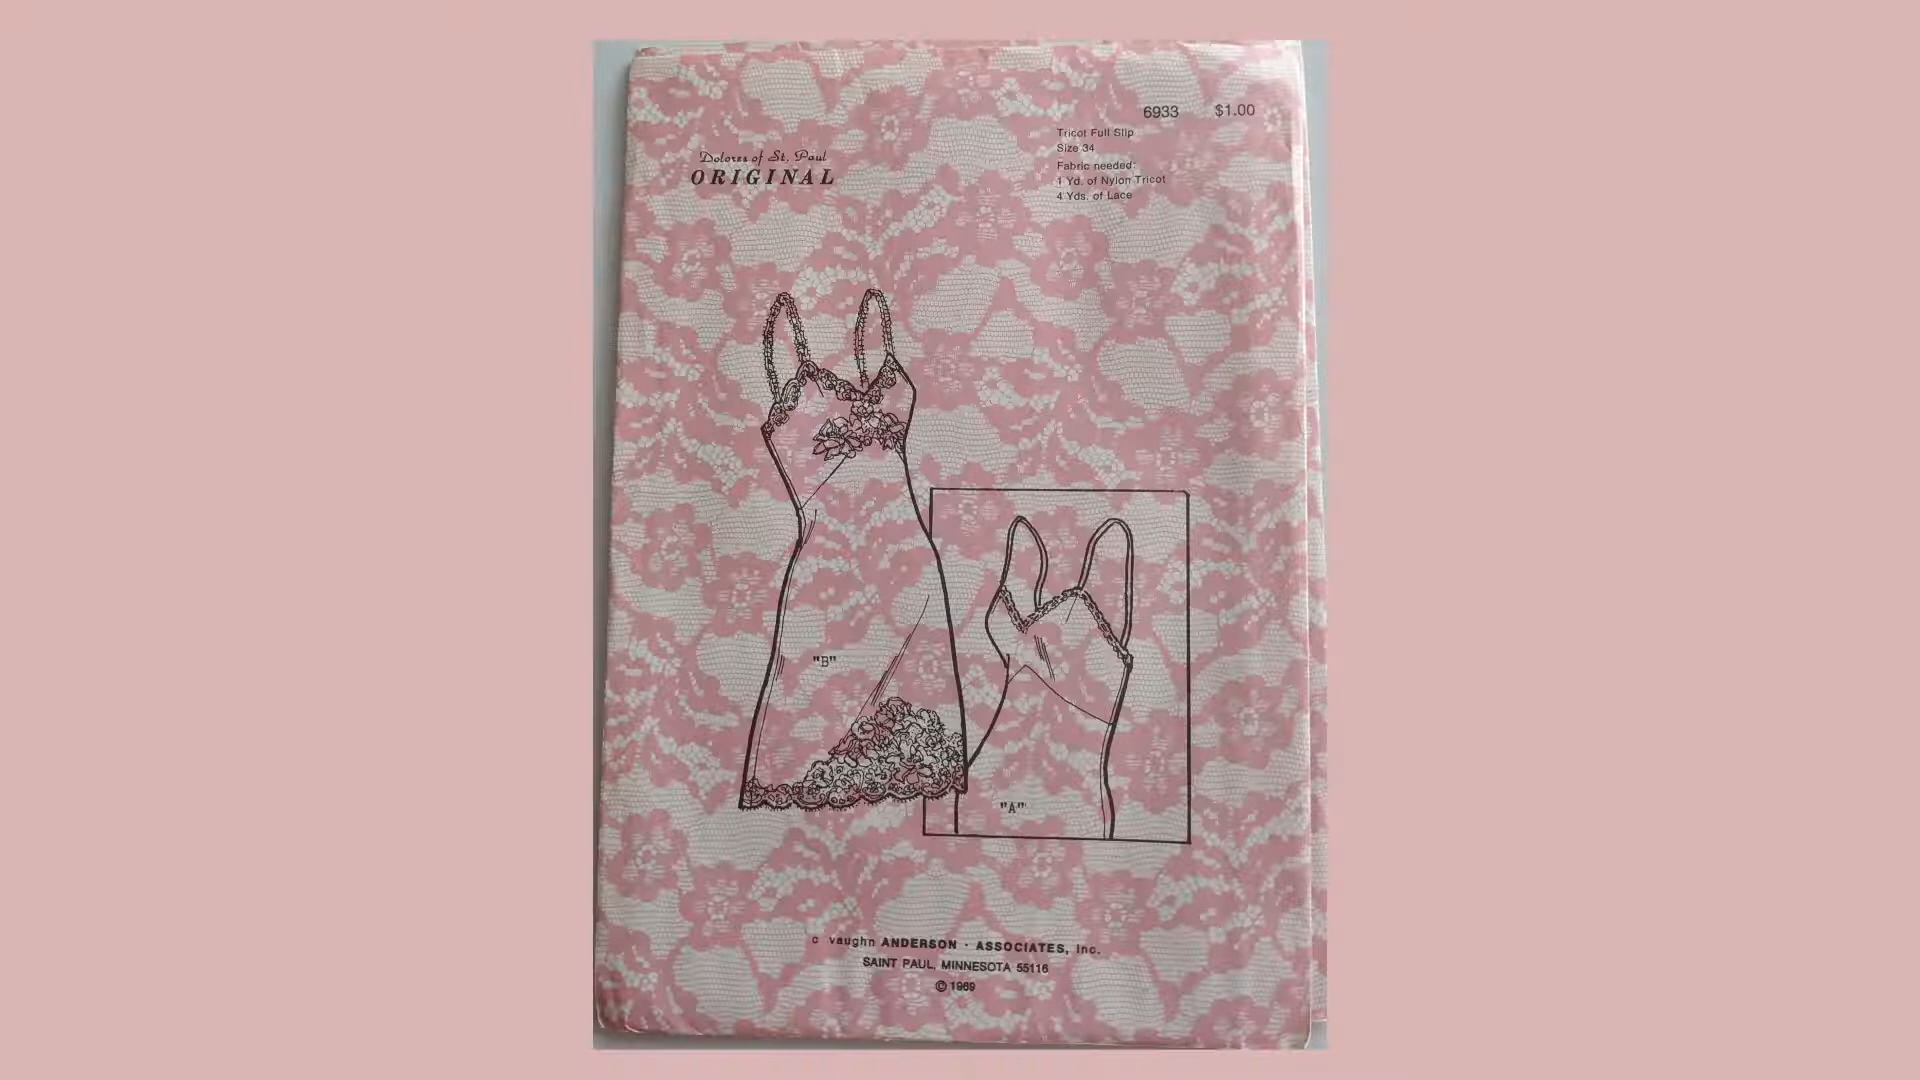 6933 $1.00
Tricot Full Slip
Size 34
Fabric needed:
1 Yd. of Nylon Tricot
4 Yds. of Lace
Dolores of St. Paul
ORIGINAL
"B"
"A"
c vaughn ANDERSON · ASSOCIATES, Inc.
SAINT PAUL, MINNESOTA 55116
© 1969